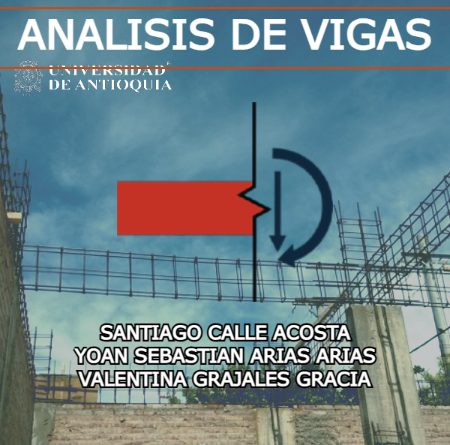 ANALISIS DE VIGAS
UNIVERSIDAD
DE ANTIOQUIA
SANTIAGO CALLE ACOSTA
YOAN SEBASTIAN ARIAS ARIAS
VALENTINA GRAJALES GRACIA